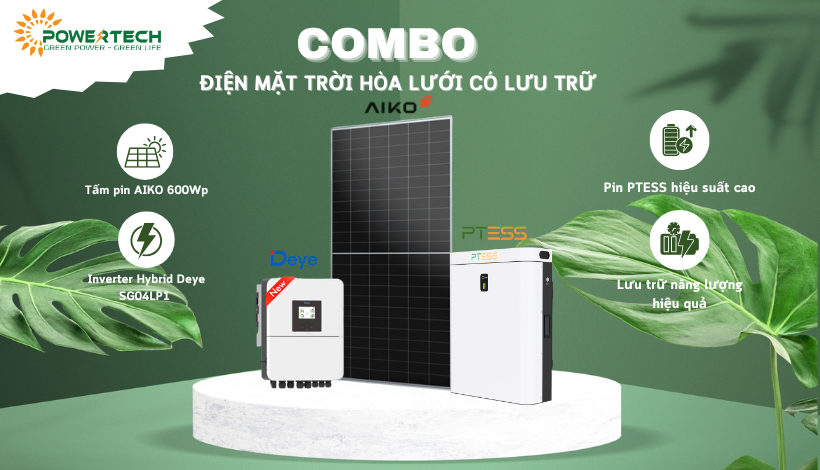 POWERTECH
GREEN POWER - GREEN LIFE
COMBO
ĐIỆN MẶT TRỜI HÒA LƯỚI CÓ LƯU TRỮ
AIKO
Tấm pin AIKO 600Wp
Pin PTESS hiệu suất cao
Inverter Hybrid Deye
SG04LP1
Lưu trữ năng lượng
hiệu quả
Deye
New
PTESS
PTESS